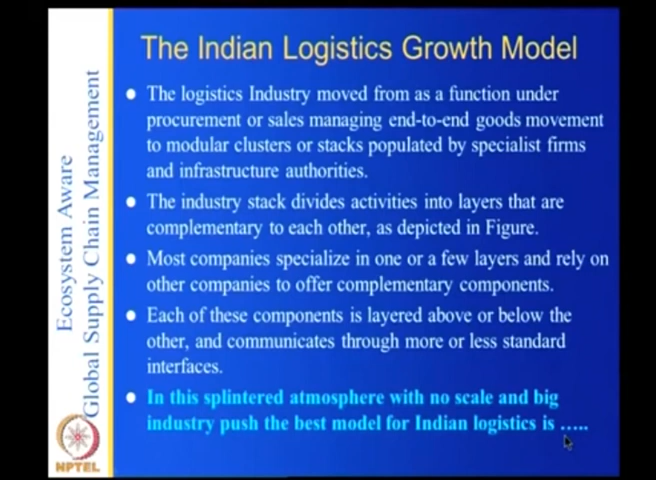 The Indian Logistics Growth Model
The logistics Industry moved from as a function under
procurement or sales managing end-to-end goods movement
to modular clusters or stacks populated by specialist firms
and infrastructure authorities.
The industry stack divides activities into layers that are
complementary to each other, as depicted in Figure.
Most companies specialize in one or a few layers and rely on
other companies to offer complementary components.
Each of these components is layered above or below the
other, and communicates through more or less standard
interfaces.
In this splintered atmosphere with no scale and big
industry push the best model for Indian logistics is …..
Ecosystem Aware
Global Supply Chain Management
NPTEL